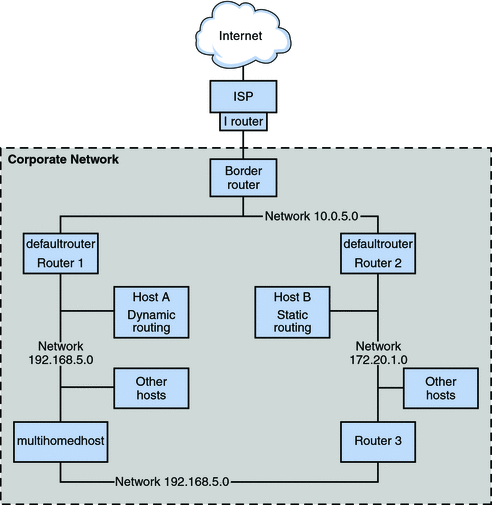 Internet
ISP
I router
Corporate Network
Border
router
Network 10.0.5.0
defaultrouter
Router 1
defaultrouter
Router 2
Host A
Dynamic
routing
Host B
Static
routing
Network
192.168.5.0
Network
172.20.1.0
Other
hosts
Other
hosts
multihomedhost
Router 3
Network 192.168.5.0